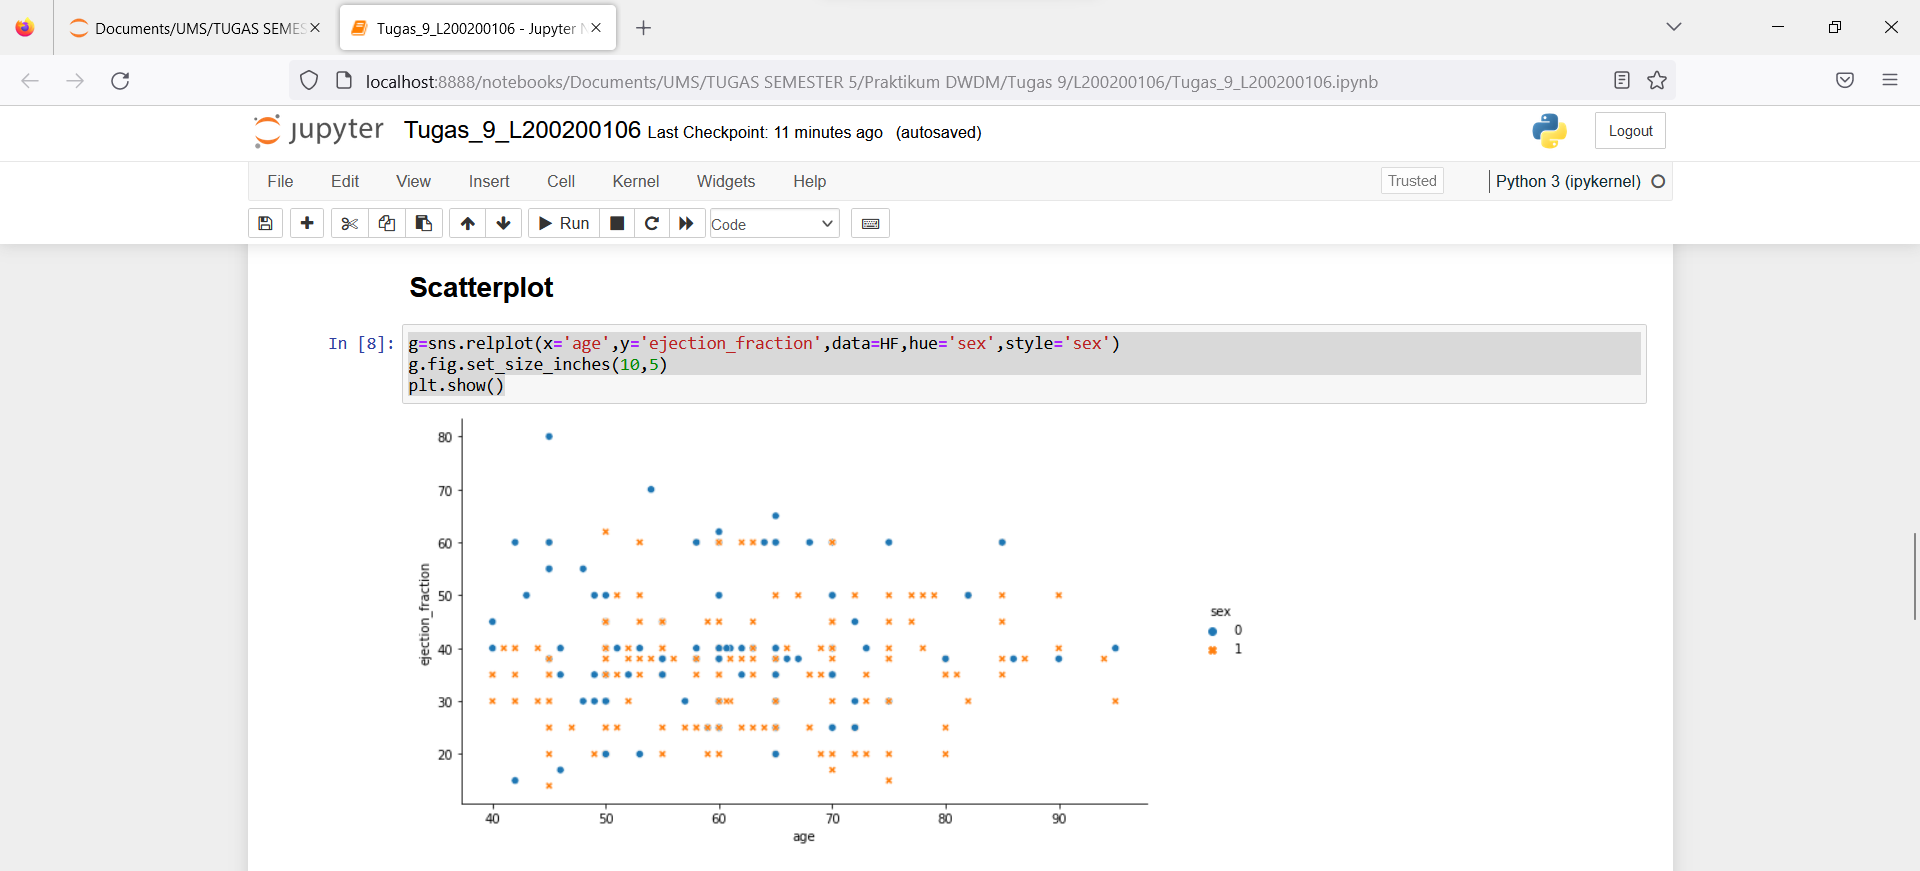 Documents/UMS/TUGAS SEMES
Tugas_9_L200200106 - Jupyter N
localhost:8888/notebooks/Documents/UMS/TUGAS SEMESTER 5/Praktikum DWDM/Tugas 9/L200200106/Tugas_9_L200200106.ipynb
jupyter Tugas_9_L200200106 Last Checkpoint: 11 minutes ago (autosaved)
Logout
File Edit View Insert Cell Kernel Widgets Help
Trusted
Python 3 (ipykernel)
Run
Code
Scatterplot
In [8]: g=sns.relplot(x='age',y='ejection_fraction',data=HF,hue='sex',style='sex')
g.fig.set_size_inches(10,5)
plt.show()
80
70
60
50
40
30
20
ejection_fraction
40 50 60 70 80 90
age
sex
0
1